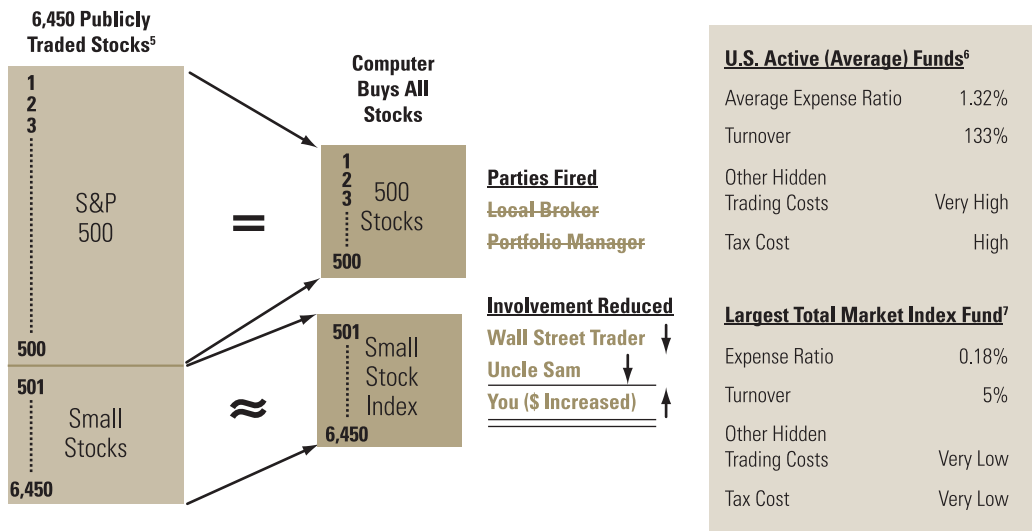 6,450 Publicly
Traded Stocks⁵
1
2
3
S&P
500
500
501
Small
Stocks
6,450
=
≈
Computer
Buys All
Stocks
1
2
3
500
Stocks
500
501
Small
Stock
Index
6,450
Parties Fired
Local Broker
Portfolio Manager
Involvement Reduced
Wall Street Trader
Uncle Sam
You ($ Increased)
U.S. Active (Average) Funds⁶
Average Expense Ratio 1.32%
Turnover 133%
Other Hidden
Trading Costs Very High
Tax Cost High
Largest Total Market Index Fund⁷
Expense Ratio 0.18%
Turnover 5%
Other Hidden
Trading Costs Very Low
Tax Cost Very Low